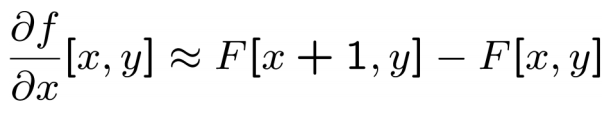 ∂f/∂x [x, y] ≈ F[x + 1, y] − F[x, y]